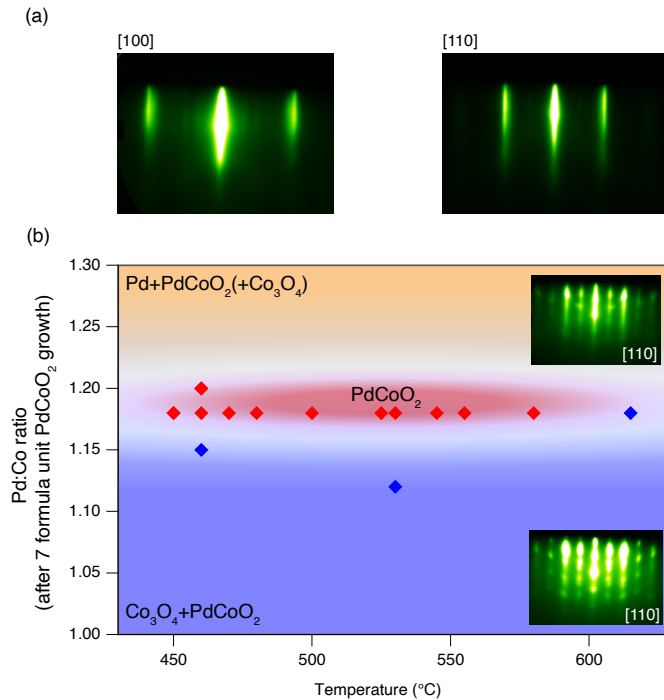 (a)
[100]
[110]
(b)
Pd:Co ratio
(after 7 formula unit PdCoO₂ growth)
1.30
1.25
1.20
1.15
1.10
1.05
1.00
Pd+PdCoO₂(+Co₃O₄)
[110]
PdCoO₂
Co₃O₄+PdCoO₂
[110]
450
500
550
600
Temperature (°C)